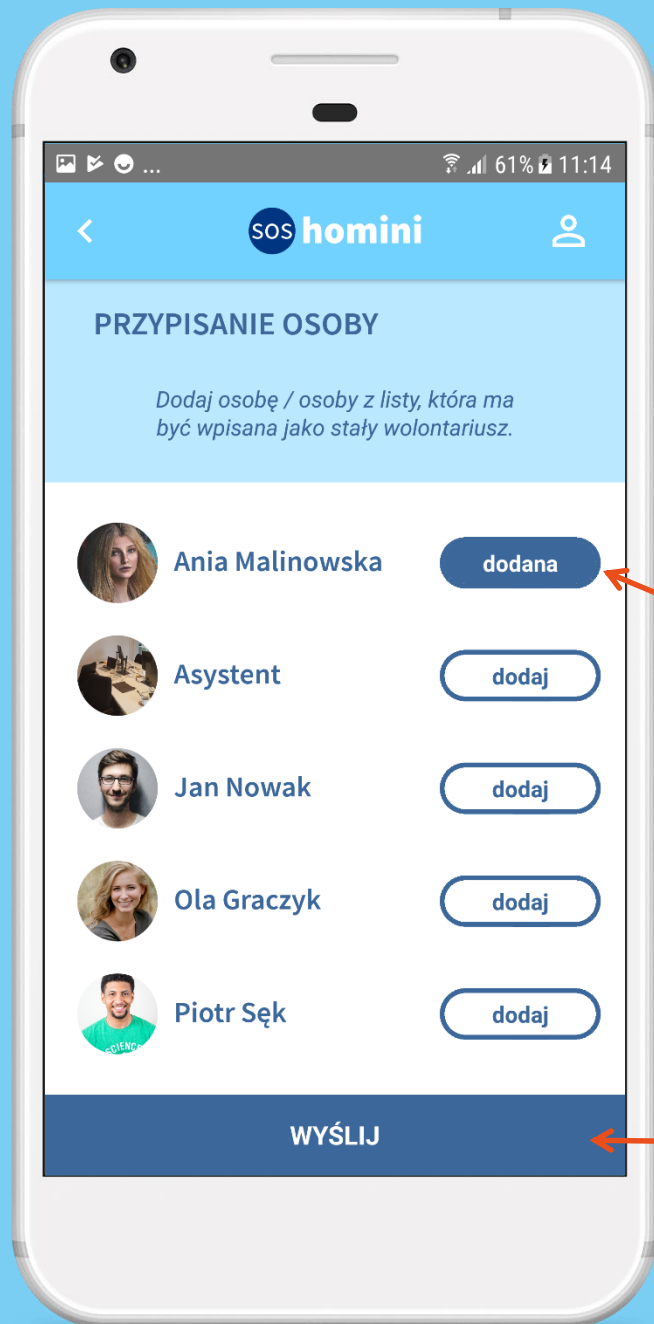 ... 61% 11:14
sos homini
PRZYPISANIE OSOBY
Dodaj osobę / osoby z listy, która ma
być wpisana jako stały wolontariusz.
Ania Malinowska dodana
Asystent dodaj
Jan Nowak dodaj
Ola Graczyk dodaj
Piotr Sęk dodaj
SCIENCE
WYŚLIJ